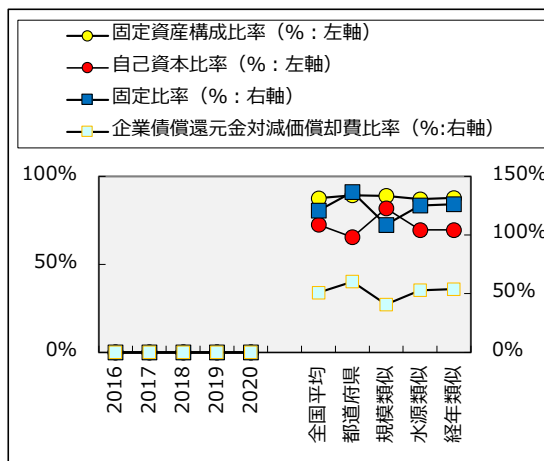 固定資産構成比率（%：左軸）
自己資本比率（%：左軸）
固定比率（%：右軸）
企業債償還元金対減価償却費比率（%:右軸）
100%
50%
0%
150%
100%
50%
0%
2016
2017
2018
2019
2020
全国平均
都道府県
規模類似
水源類似
経年類似